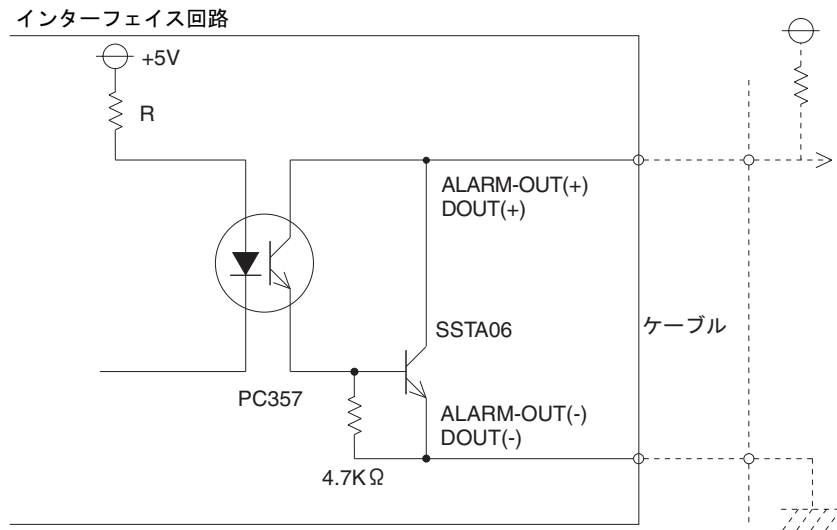 インターフェイス回路
+5V
R
ALARM-OUT(+)
DOUT(+)
SSTA06
ケーブル
PC357
ALARM-OUT(-)
DOUT(-)
4.7KΩ